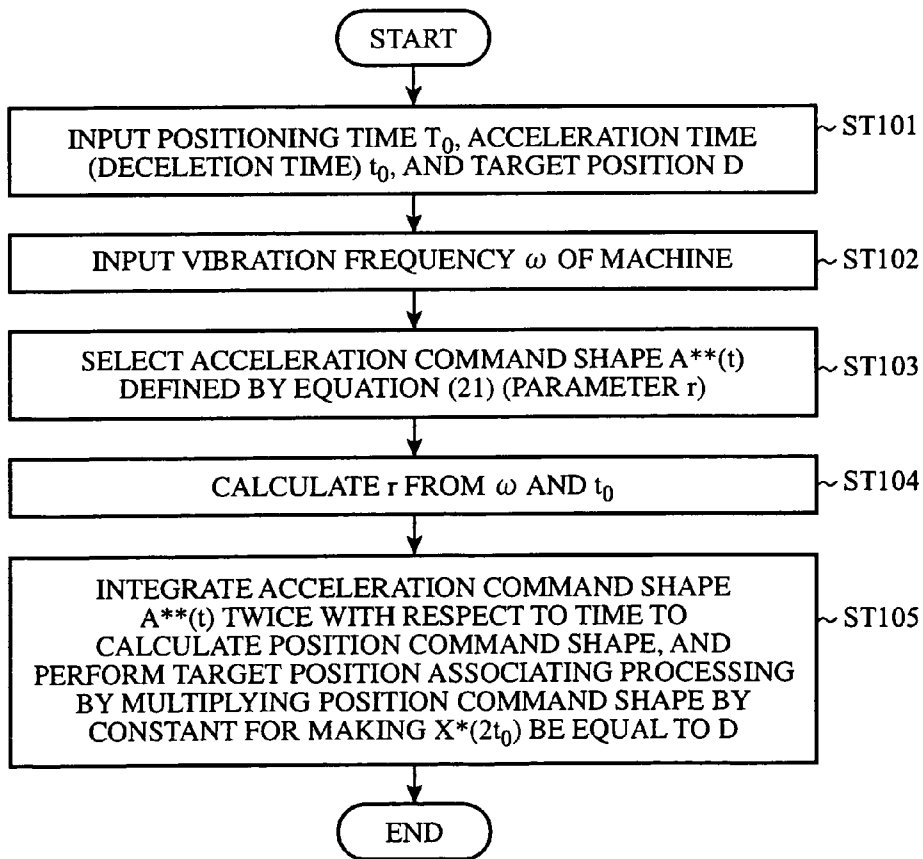 START
INPUT POSITIONING TIME T₀, ACCELERATION TIME
(DECELETION TIME) t₀, AND TARGET POSITION D
~ ST101
INPUT VIBRATION FREQUENCY ω OF MACHINE
~ ST102
SELECT ACCELERATION COMMAND SHAPE A**(t)
DEFINED BY EQUATION (21) (PARAMETER r)
~ ST103
CALCULATE r FROM ω AND t₀
~ ST104
INTEGRATE ACCELERATION COMMAND SHAPE
A**(t) TWICE WITH RESPECT TO TIME TO
CALCULATE POSITION COMMAND SHAPE, AND
PERFORM TARGET POSITION ASSOCIATING PROCESSING
BY MULTIPLYING POSITION COMMAND SHAPE BY
CONSTANT FOR MAKING X*(2t₀) BE EQUAL TO D
~ ST105
END